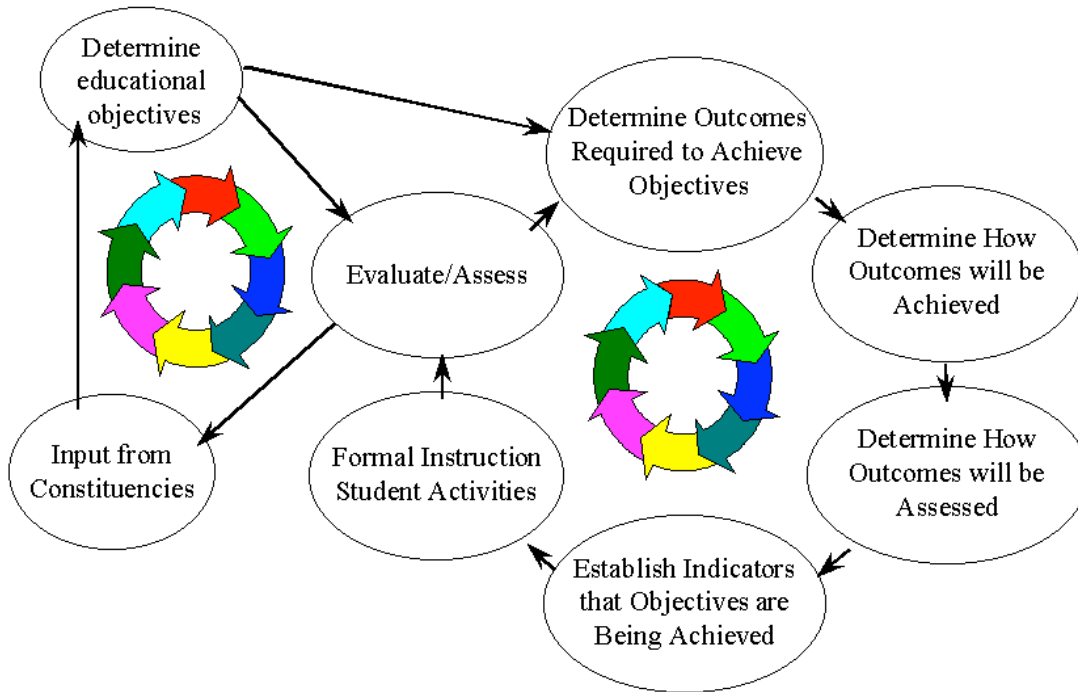 Determine
educational
objectives
Determine Outcomes
Required to Achieve
Objectives
Evaluate/Assess
Determine How
Outcomes will be
Achieved
Input from
Constituencies
Formal Instruction
Student Activities
Determine How
Outcomes will be
Assessed
Establish Indicators
that Objectives are
Being Achieved